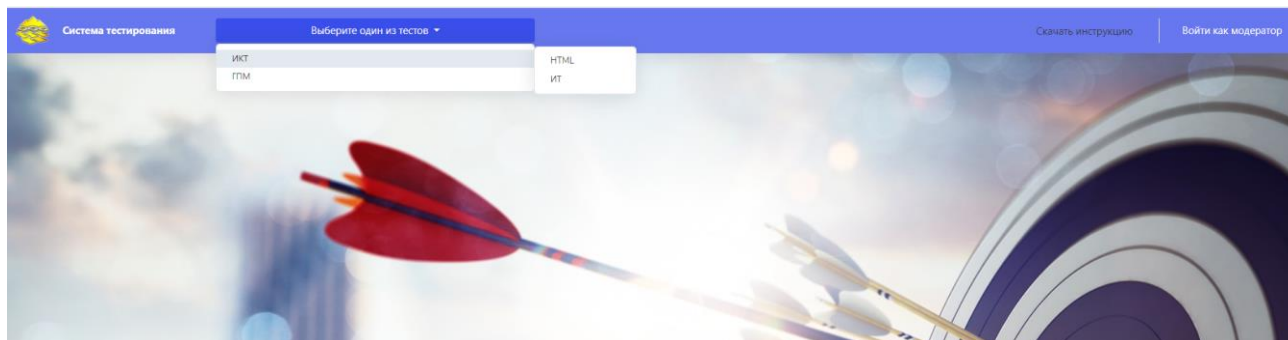 Система тестирования
Выберите один из тестов
Скачать инструкцию
Войти как модератор
ИКТ
HTML
ГПМ
ИТ